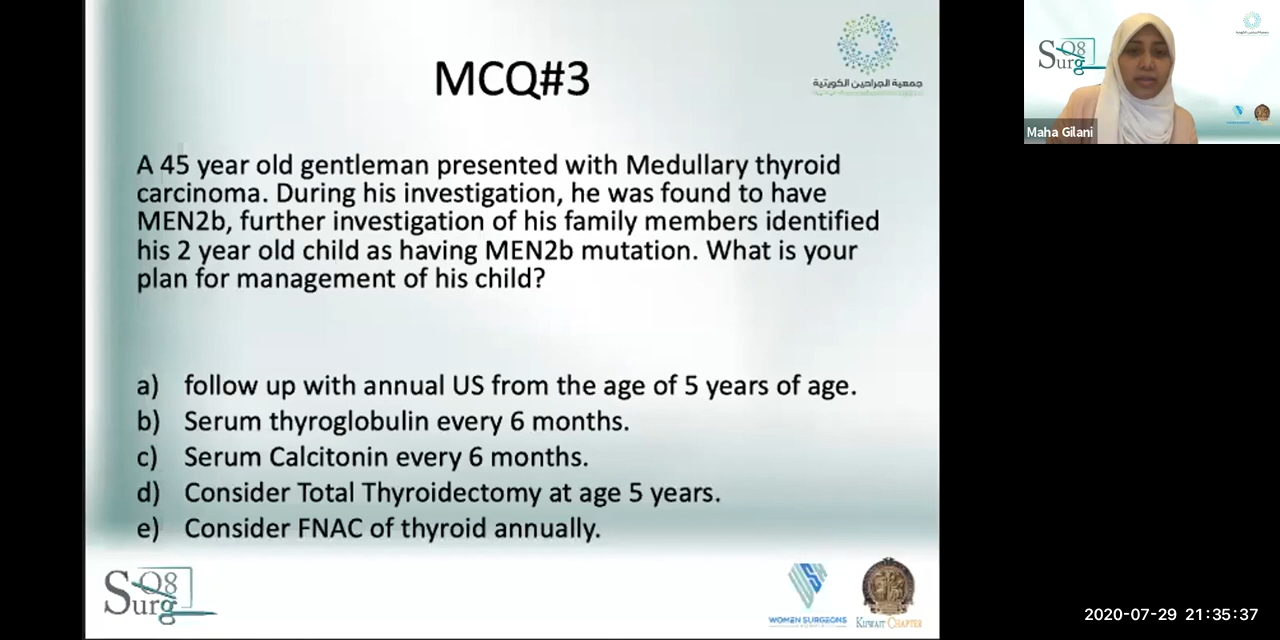 MCQ#3
جمعية الجراحين الكويتية
A 45 year old gentleman presented with Medullary thyroid
carcinoma. During his investigation, he was found to have
MEN2b, further investigation of his family members identified
his 2 year old child as having MEN2b mutation. What is your
plan for management of his child?
a) follow up with annual US from the age of 5 years of age.
b) Serum thyroglobulin every 6 months.
c) Serum Calcitonin every 6 months.
d) Consider Total Thyroidectomy at age 5 years.
e) Consider FNAC of thyroid annually.
SurgQ8
WOMEN SURGEONS
KUWAIT CHAPTER
SurgQ8
Maha Gilani
2020-07-29 21:35:37